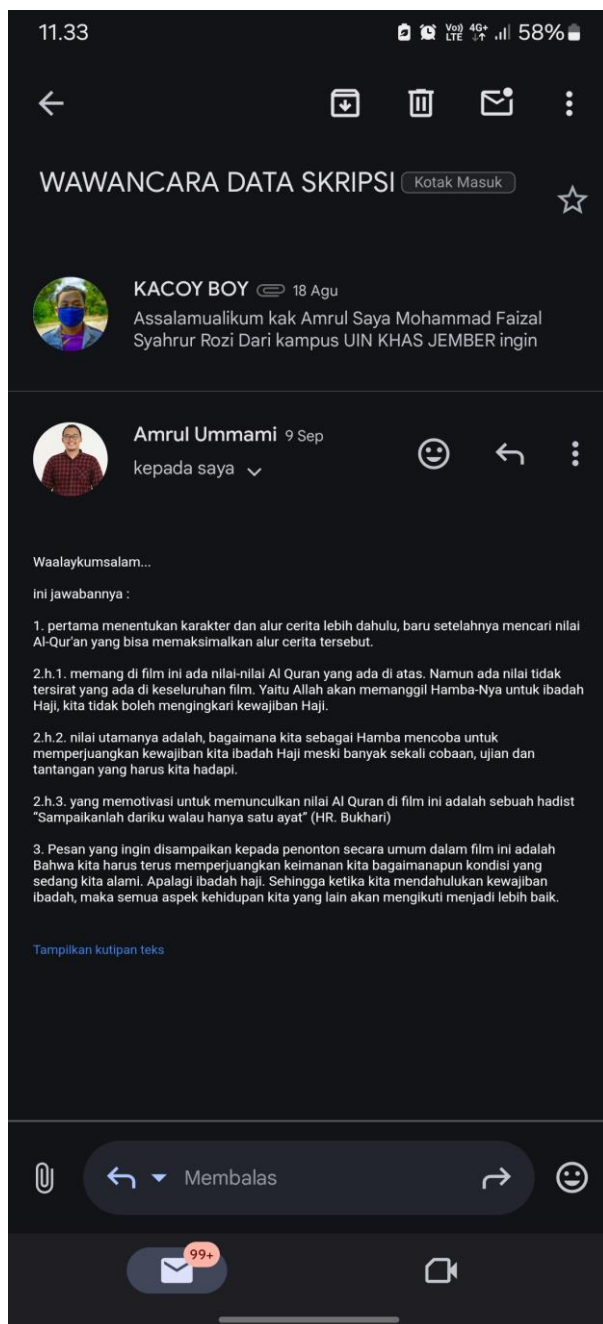 11.33
Voo) 4G+ LTE 58%
WAWANCARA DATA SKRIPSI Kotak Masuk
KACOY BOY 18 Agu
Assalamualikum kak Amrul Saya Mohammad Faizal
Syahrur Rozi Dari kampus UIN KHAS JEMBER ingin
Amrul Ummami 9 Sep
kepada saya
Waalaykumsalam...
ini jawabannya :
1. pertama menentukan karakter dan alur cerita lebih dahulu, baru setelahnya mencari nilai
Al-Qur'an yang bisa memaksimalkan alur cerita tersebut.
2.h.1. memang di film ini ada nilai-nilai Al Quran yang ada di atas. Namun ada nilai tidak
tersirat yang ada di keseluruhan film. Yaitu Allah akan memanggil Hamba-Nya untuk ibadah
Haji, kita tidak boleh mengingkari kewajiban Haji.
2.h.2. nilai utamanya adalah, bagaimana kita sebagai Hamba mencoba untuk
memperjuangkan kewajiban kita ibadah Haji meski banyak sekali cobaan, ujian dan
tantangan yang harus kita hadapi.
2.h.3. yang memotivasi untuk memunculkan nilai Al Quran di film ini adalah sebuah hadist
“Sampaikanlah dariku walau hanya satu ayat” (HR. Bukhari)
3. Pesan yang ingin disampaikan kepada penonton secara umum dalam film ini adalah
Bahwa kita harus terus memperjuangkan keimanan kita bagaimanapun kondisi yang
sedang kita alami. Apalagi ibadah haji. Sehingga ketika kita mendahulukan kewajiban
ibadah, maka semua aspek kehidupan kita yang lain akan mengikuti menjadi lebih baik.
Tampilkan kutipan teks
Membalas
99+